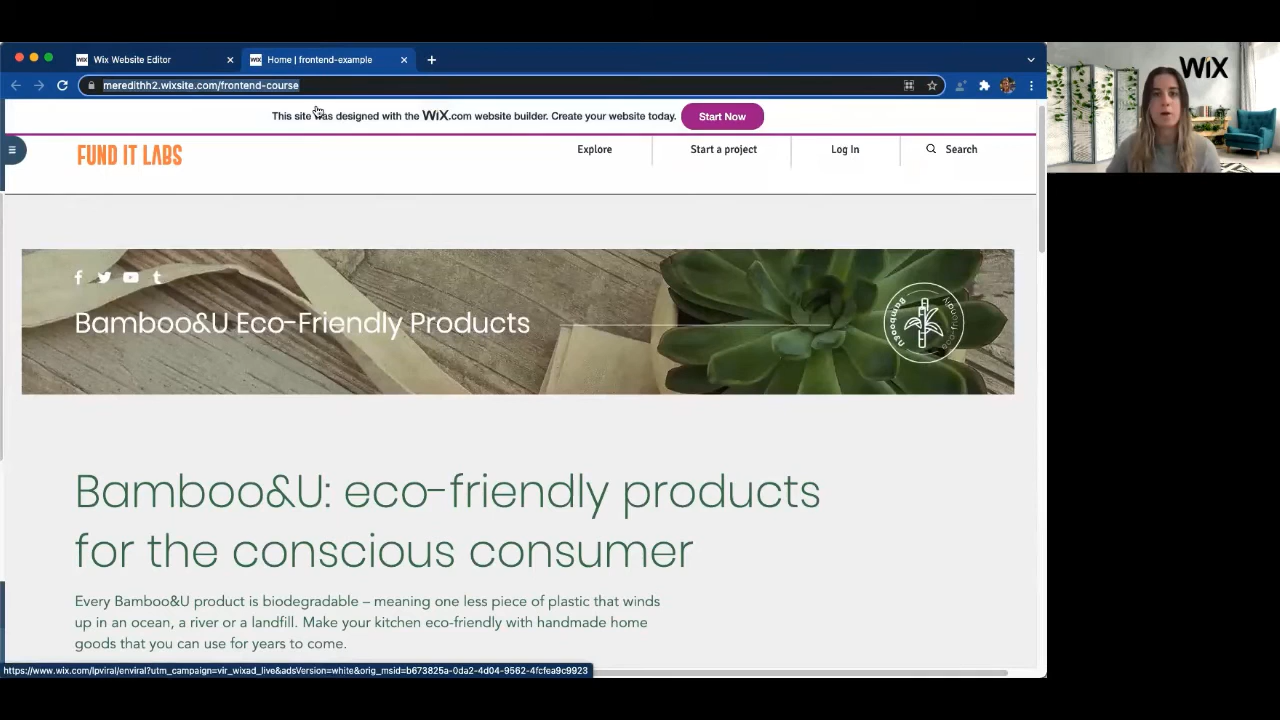 Wix Website Editor
Home | frontend-example
meredithh2.wixsite.com/frontend-course
WiX
This site was designed with the WiX.com website builder. Create your website today.
Start Now
FUND IT LABS
Explore
Start a project
Log In
Search
Bamboo&U Eco-Friendly Products
Bamboo&U: eco-friendly products
for the conscious consumer
Every Bamboo&U product is biodegradable – meaning one less piece of plastic that winds
up in an ocean, a river or a landfill. Make your kitchen eco-friendly with handmade home
goods that you can use for years to come.
https://www.wix.com/lpviral/enviral?utm_campaign=vir_wixad_live&adsVersion=white&orig_msid=b673825a-0da2-4d04-9562-4fcfea9c9923